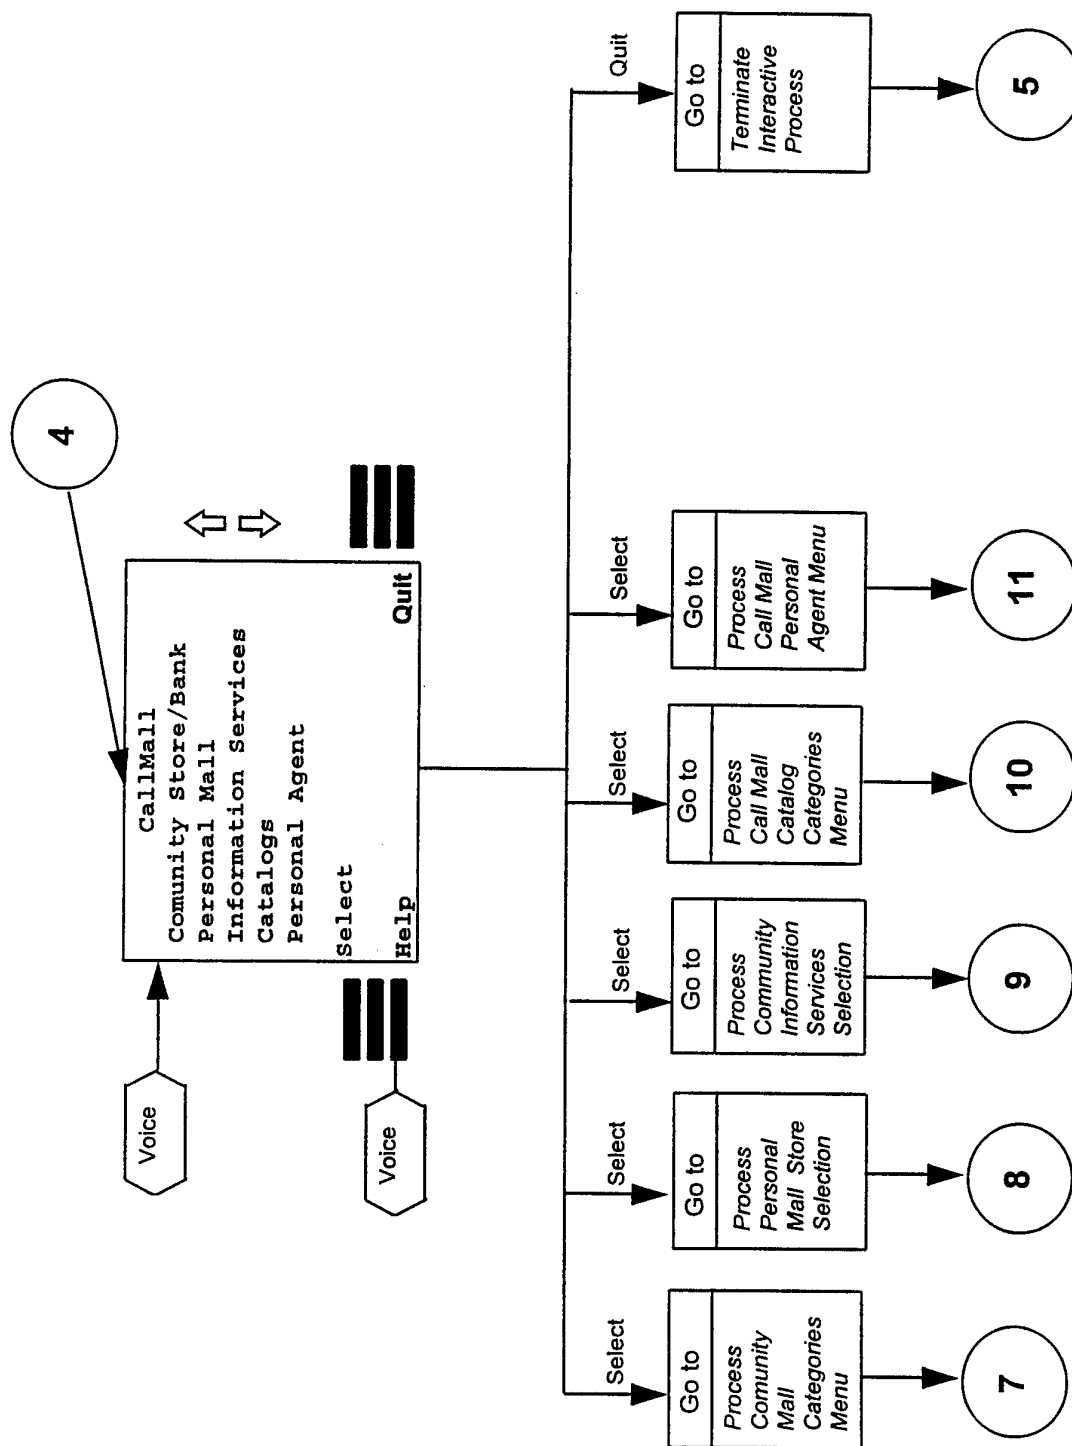 4
CallMall
Comunity Store/Bank
Personal Mall
Information Services
Catalogs
Personal Agent
Select
Help
Quit
Voice
Voice
Select
Select
Select
Select
Select
Quit
Go to
Process
Comunity
Mall
Categories
Menu
7
Go to
Process
Personal
Mall Store
Selection
8
Go to
Process
Community
Information
Services
Selection
9
Go to
Process
Call Mall
Catalog
Categories
Menu
10
Go to
Process
Call Mall
Personal
Agent Menu
11
Go to
Terminate
Interactive
Process
5